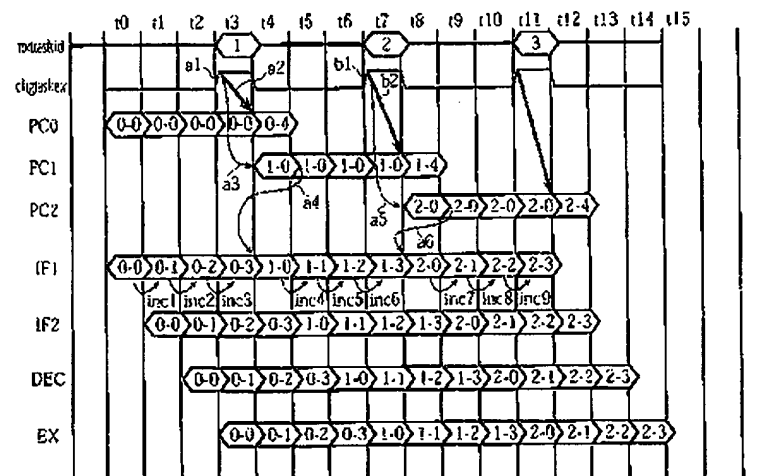 t0 t1 t2 t3 t4 t5 t6 t7 t8 t9 t10 t11 t12 t13 t14 t15
1 2 3
a1 a2 b1 b2
PC0 0-0 0-0 0-0 0-0 0-4
PC1 1-0 1-0 1-0 1-0 1-4
a3 a4
PC2 2-0 2-0 2-0 2-0 2-4
a5 a6
IF1 0-0 0-1 0-2 0-3 1-0 1-1 1-2 1-3 2-0 2-1 2-2 2-3
inc1 inc2 inc3 inc4 inc5 inc6 inc7 inc8 inc9
IF2 0-0 0-1 0-2 0-3 1-0 1-1 1-2 1-3 2-0 2-1 2-2 2-3
DEC 0-0 0-1 0-2 0-3 1-0 1-1 1-2 1-3 2-0 2-1 2-2 2-3
EX 0-0 0-1 0-2 0-3 1-0 1-1 1-2 1-3 2-0 2-1 2-2 2-3